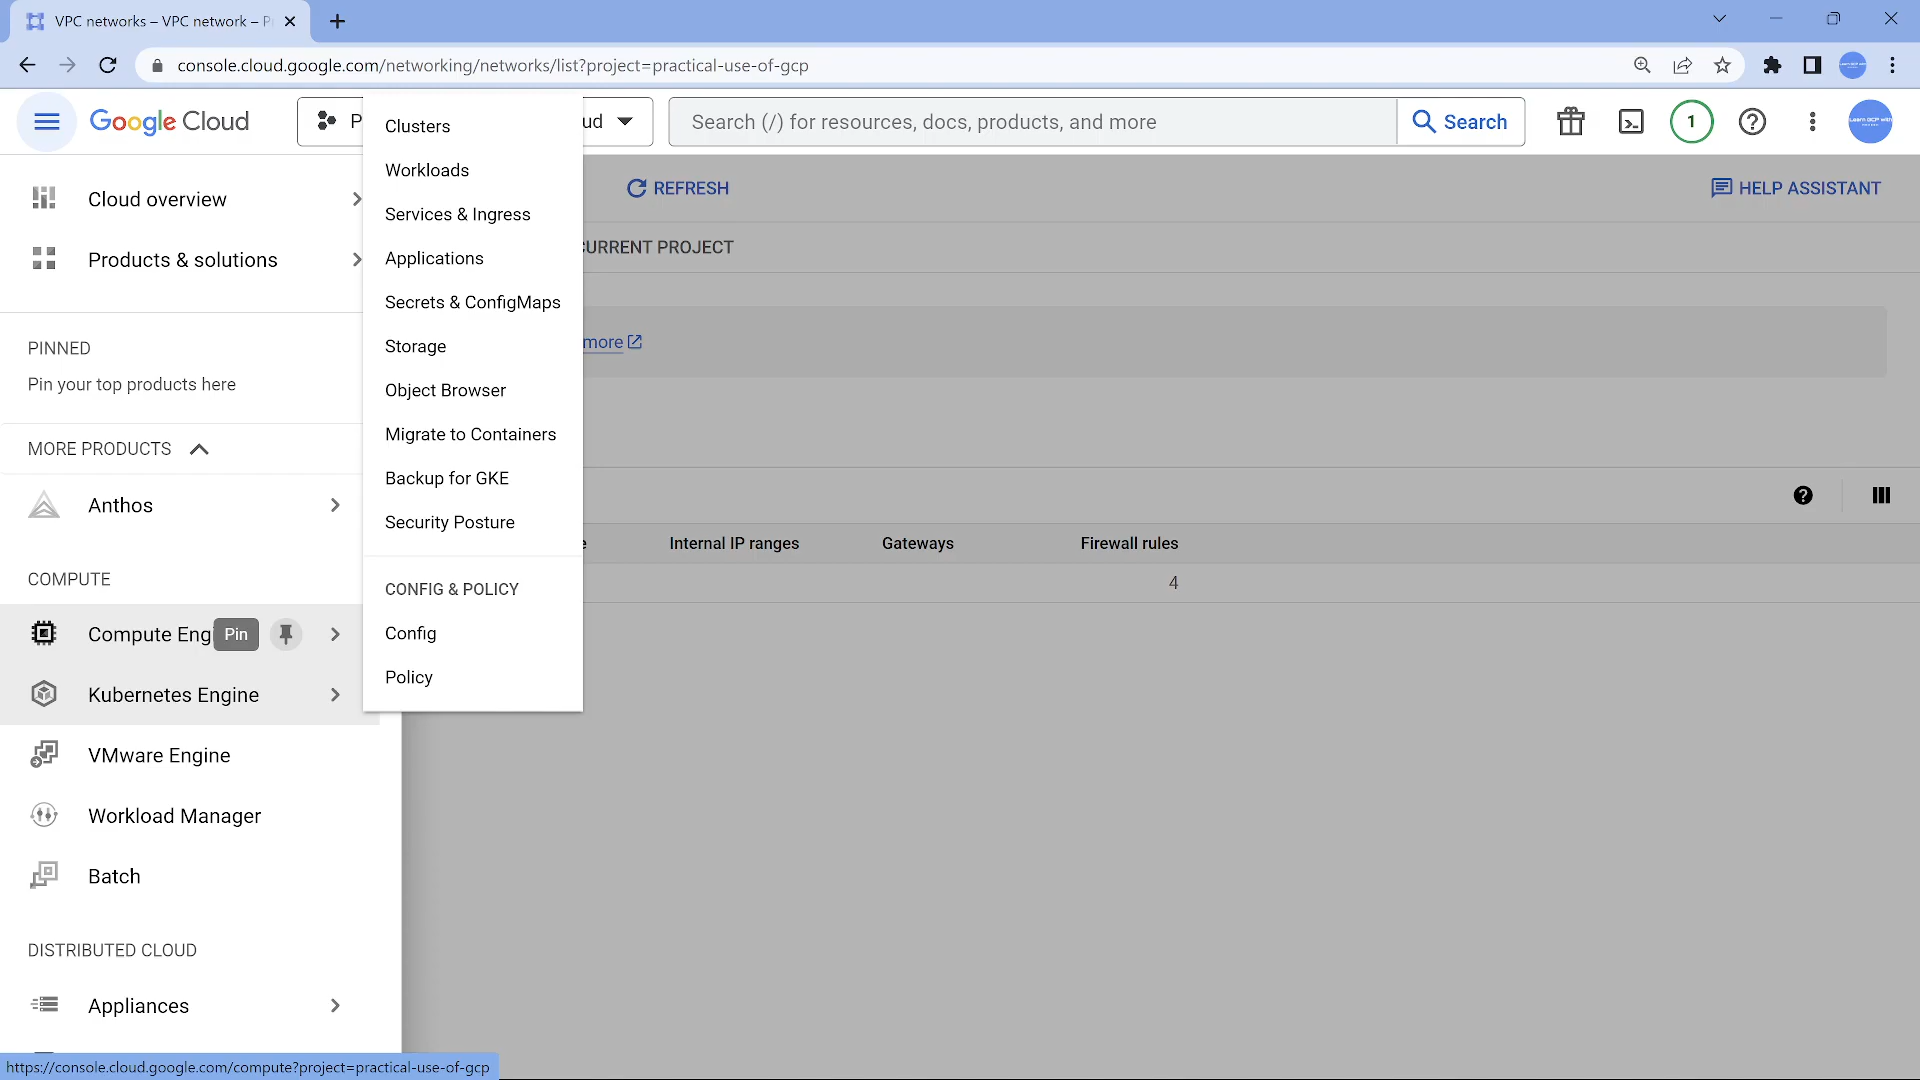 VPC networks – VPC network – P
console.cloud.google.com/networking/networks/list?project=practical-use-of-gcp
Google Cloud
P
ud
Search (/) for resources, docs, products, and more
Search
1
Cloud overview
Products & solutions
PINNED
Pin your top products here
MORE PRODUCTS
Anthos
COMPUTE
Compute Eng
Pin
Kubernetes Engine
VMware Engine
Workload Manager
Batch
DISTRIBUTED CLOUD
Appliances
Clusters
Workloads
Services & Ingress
Applications
Secrets & ConfigMaps
Storage
Object Browser
Migrate to Containers
Backup for GKE
Security Posture
CONFIG & POLICY
Config
Policy
REFRESH
HELP ASSISTANT
CURRENT PROJECT
more
e
Internal IP ranges
Gateways
Firewall rules
4
https://console.cloud.google.com/compute?project=practical-use-of-gcp